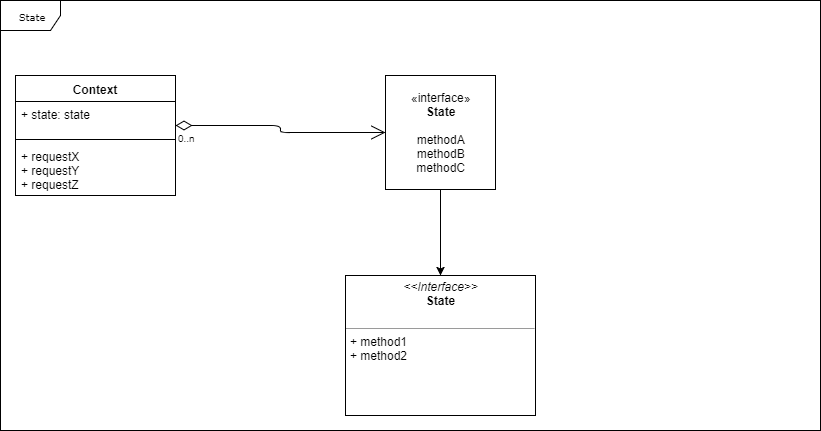 State
Context
+ state: state
0..n
+ requestX
+ requestY
+ requestZ
«interface»
State
methodA
methodB
methodC
<<Interface>>
State
+ method1
+ method2